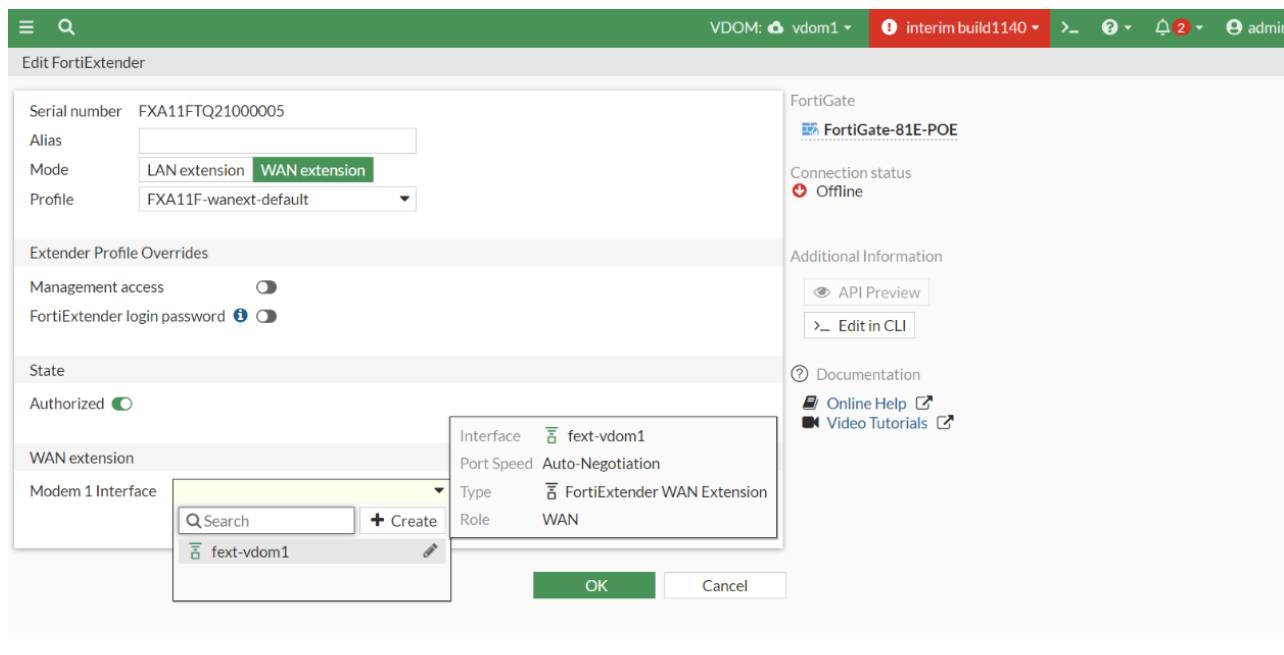 VDOM: vdom1 interim build1140 >_ 2 admin
Edit FortiExtender
Serial number FXA11FTQ21000005
Alias
Mode LAN extension WAN extension
Profile FXA11F-wanext-default
Extender Profile Overrides
Management access
FortiExtender login password
State
Authorized
WAN extension
Modem 1 Interface
Search + Create
fext-vdom1
Interface fext-vdom1
Port Speed Auto-Negotiation
Type FortiExtender WAN Extension
Role WAN
OK Cancel
FortiGate
FortiGate-81E-POE
Connection status
Offline
Additional Information
API Preview
>_ Edit in CLI
Documentation
Online Help
Video Tutorials